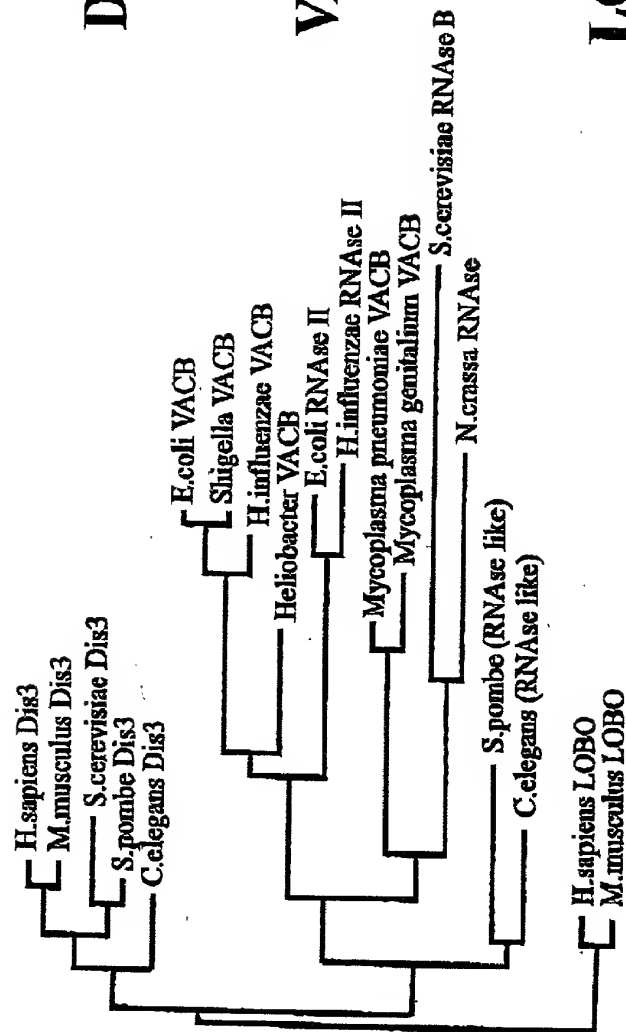 H.sapiens Dis3
M.musculus Dis3
S.cerevisiae Dis3
S.pombe Dis3
C.elegans Dis3
E.coli VACB
Shigella VACB
H.influenzae VACB
Heliobacter VACB
E.coli RNAse II
H.influenzae RNAse II
Mycoplasma pneumoniae VACB
Mycoplasma genitalium VACB
S.cerevisiae RNAse B
N.crassa RNAse
S.pombe (RNAse like)
C.elegans (RNAse like)
H.sapiens LOBO
M.musculus LOBO
D